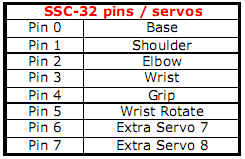 SSC-32 pins / servos
Pin 0 Base
Pin 1 Shoulder
Pin 2 Elbow
Pin 3 Wrist
Pin 4 Grip
Pin 5 Wrist Rotate
Pin 6 Extra Servo 7
Pin 7 Extra Servo 8